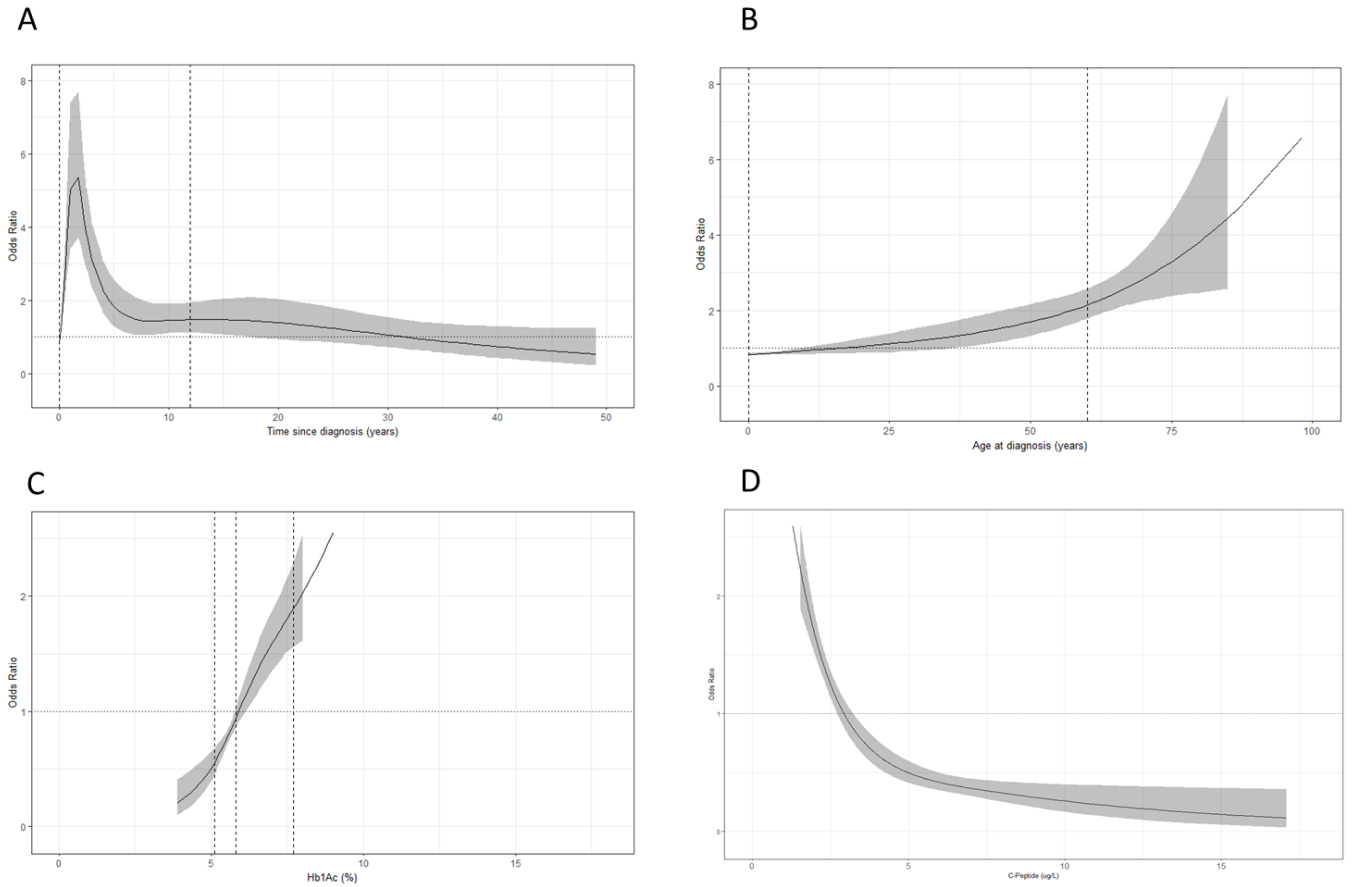 A
B
8
6
4
2
0
Odds Ratio
0
10
20
30
40
50
Time since diagnosis (years)
8
6
4
2
0
Odds Ratio
0
25
50
75
100
Age at diagnosis (years)
C
D
2
1
0
Odds Ratio
0
5
10
15
Hb1Ac (%)
2
1
0
Odds Ratio
0
5
10
15
C-Peptide (ug/L)